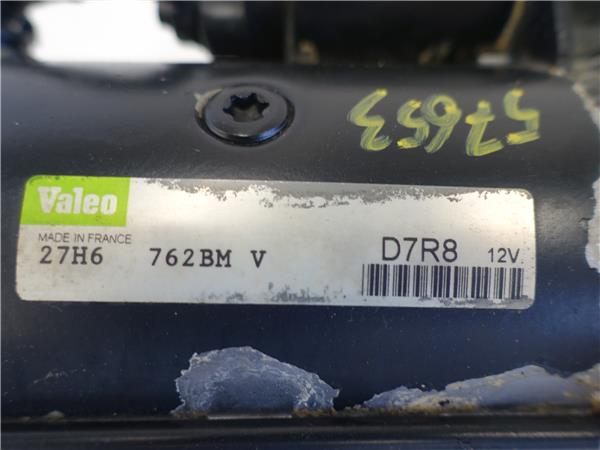 57653
Valeo
MADE IN FRANCE
27H6 762BM V
D7R8 12V